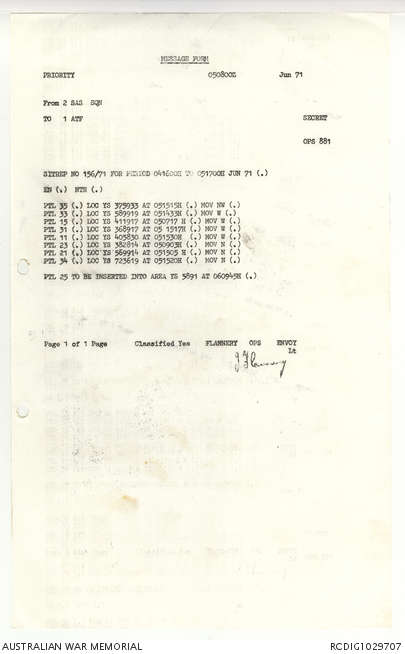 MESSAGE FORM
PRIORITY 050800Z Jun 71
From 2 SAS SQN
TO 1 ATF SECRET
OPS 881
SITREP NO 156/71 FOR PERIOD 041600H TO 051700H JUN 71 (.)
EN (.) NTR (.)
PTL 35 (.) LOC YS 375933 AT 051515H (.) MOV NW (.)
PTL 33 (.) LOC YS 589919 AT 051433H (.) MOV W (.)
PTL 15 (.) LOC YS 411917 AT 050717 H (.) MOV W (.)
PTL 31 (.) LOC YS 368917 AT 05 1517H (.) MOV W (.)
PTL 11 (.) LOC YS 405830 AT 051530H (.) MOV W (.)
PTL 23 (.) LOC YS 382814 AT 050903H (.) MOV N (.)
PTL 21 (.) LOC YS 569914 AT 051505 H (.) MOV N (.)
PTL 34 (.) LOC YS 723619 AT 051520H (.) MOV N (.)
PTL 25 TO BE INSERTED INTO AREA YS 5891 AT 060945H (.)
Page 1 of 1 Page Classified Yes FLANNERY OPS ENVOY
Lt
J Flannery
AUSTRALIAN WAR MEMORIAL RCDIG1029707